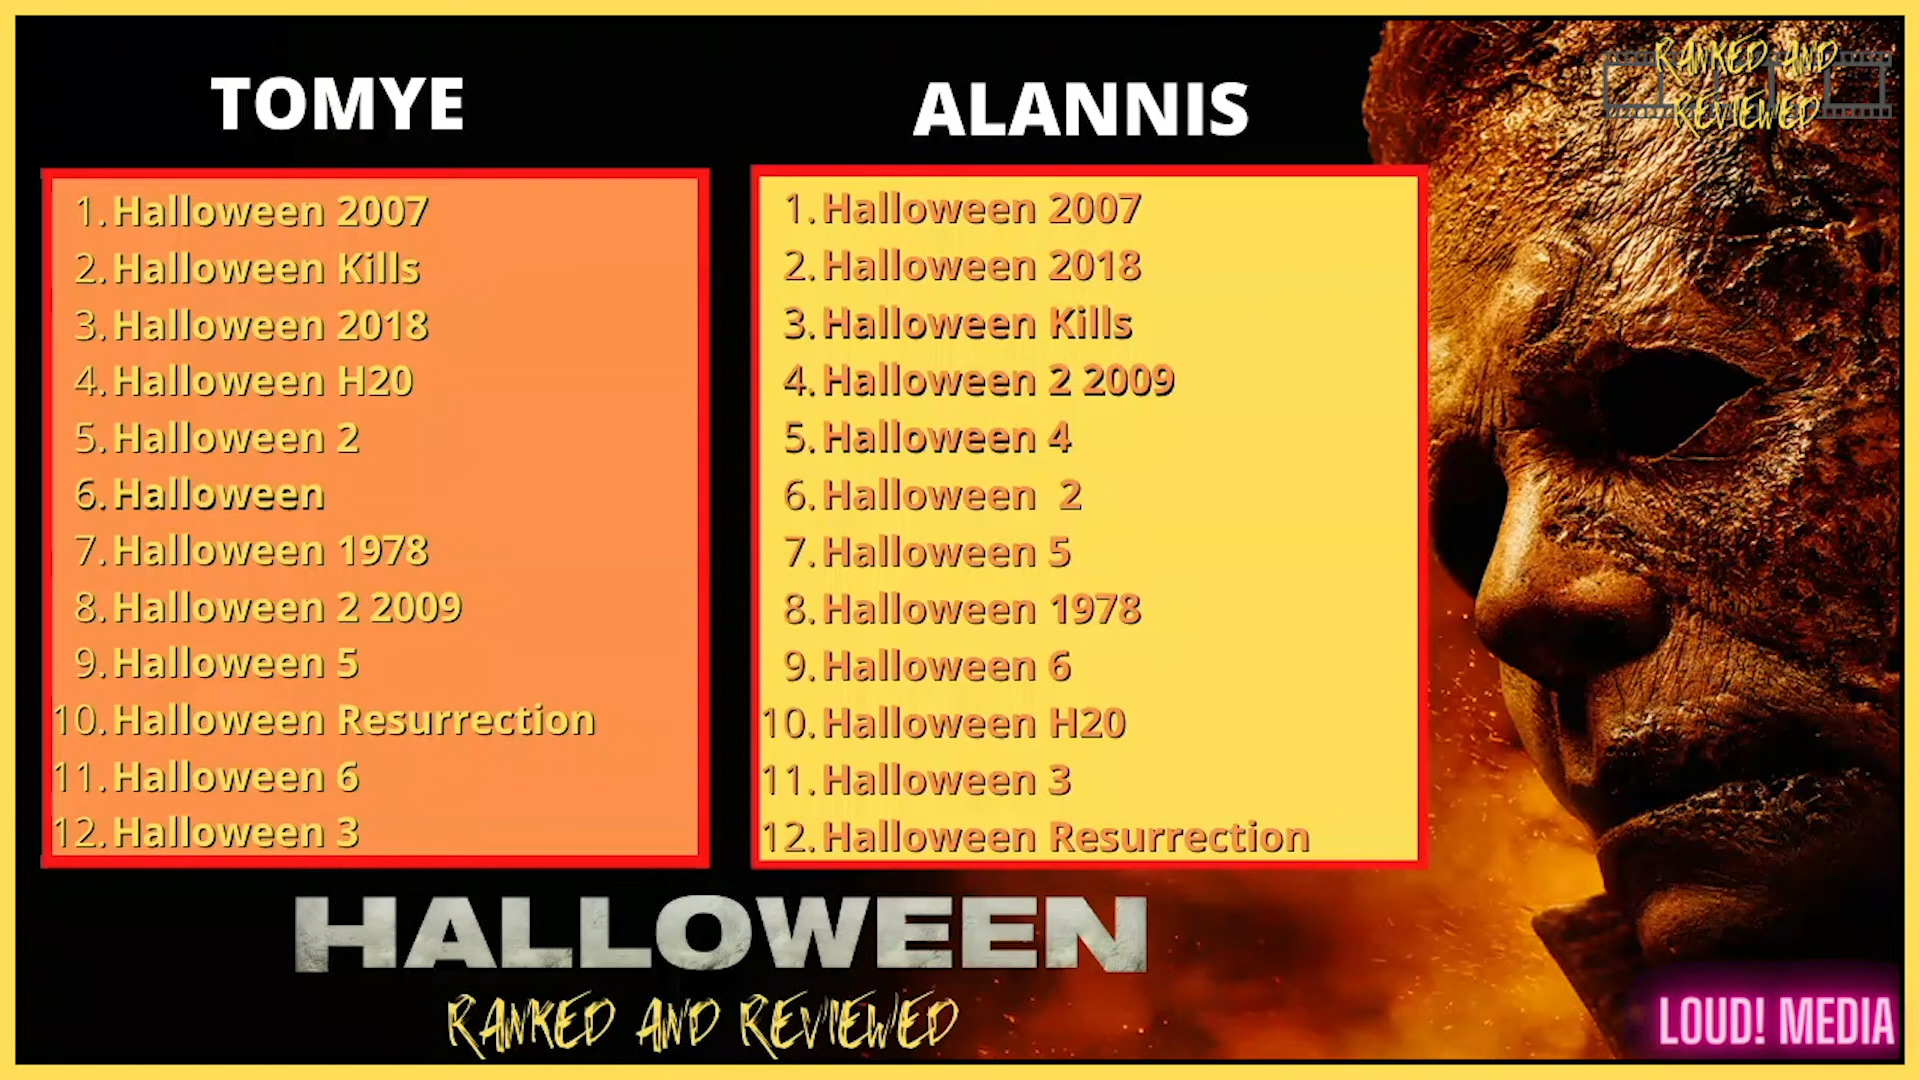 RANKED AND
REVIEWED
TOMYE
1. Halloween 2007
2. Halloween Kills
3. Halloween 2018
4. Halloween H20
5. Halloween 2
6. Halloween
7. Halloween 1978
8. Halloween 2 2009
9. Halloween 5
10. Halloween Resurrection
11. Halloween 6
12. Halloween 3
ALANNIS
1. Halloween 2007
2. Halloween 2018
3. Halloween Kills
4. Halloween 2 2009
5. Halloween 4
6. Halloween  2
7. Halloween 5
8. Halloween 1978
9. Halloween 6
10. Halloween H20
11. Halloween 3
12. Halloween Resurrection
HALLOWEEN
RANKED AND REVIEWED
LOUD! MEDIA